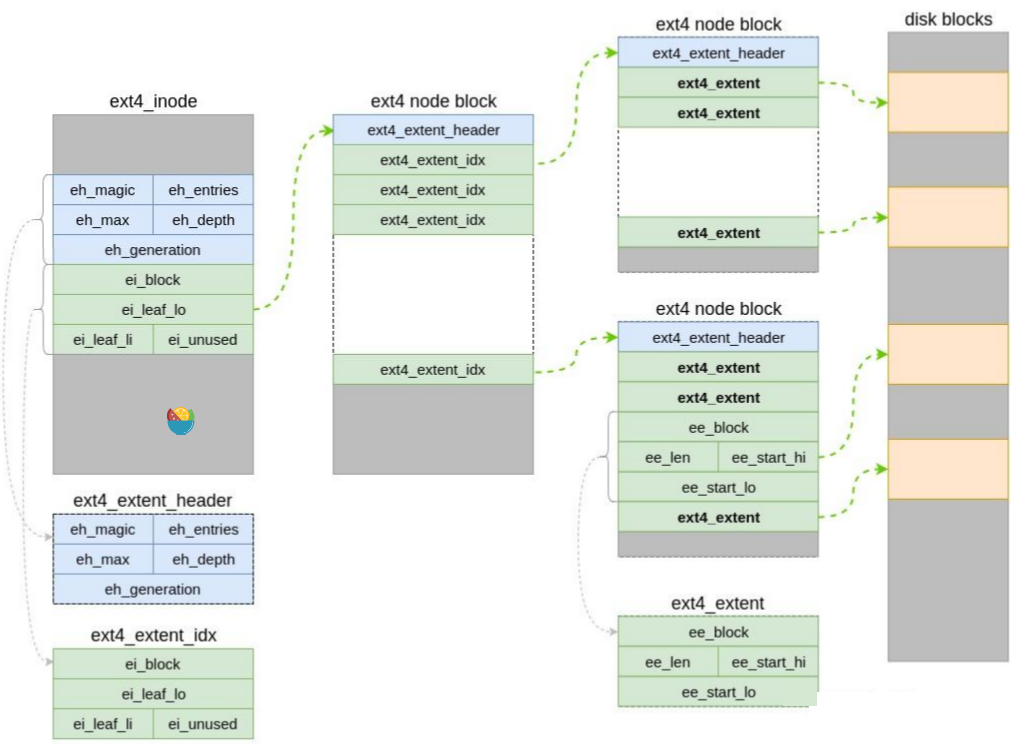 ext4_inode
eh_magic eh_entries
eh_max eh_depth
eh_generation
ei_block
ei_leaf_lo
ei_leaf_li ei_unused
ext4_extent_header
eh_magic eh_entries
eh_max eh_depth
eh_generation
ext4_extent_idx
ei_block
ei_leaf_lo
ei_leaf_li ei_unused
ext4 node block
ext4_extent_header
ext4_extent_idx
ext4_extent_idx
ext4_extent_idx
ext4_extent_idx
ext4 node block
ext4_extent_header
ext4_extent
ext4_extent
ext4_extent
ext4 node block
ext4_extent_header
ext4_extent
ext4_extent
ee_block
ee_len ee_start_hi
ee_start_lo
ext4_extent
ext4_extent
ee_block
ee_len ee_start_hi
ee_start_lo
disk blocks